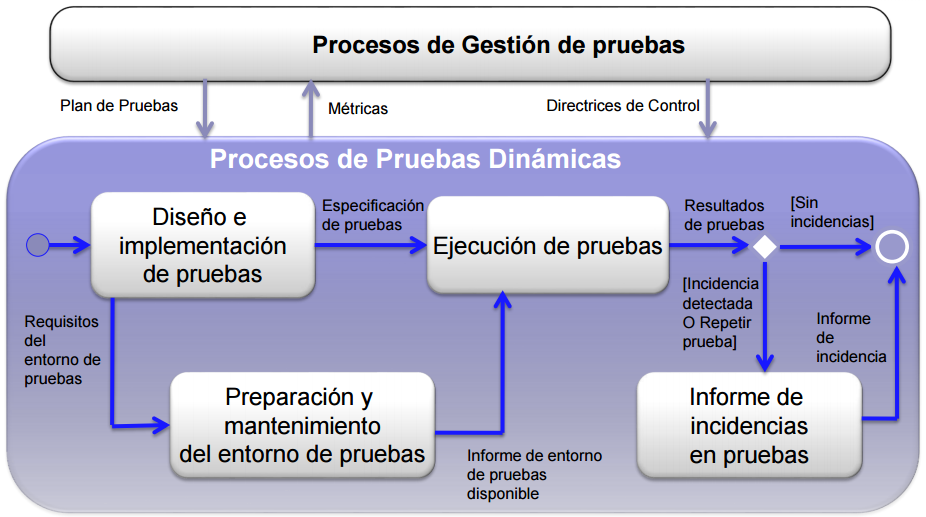 Procesos de Gestión de pruebas
Plan de Pruebas
Métricas
Directrices de Control
Procesos de Pruebas Dinámicas
Diseño e
implementación
de pruebas
Especificación
de pruebas
Ejecución de pruebas
Resultados
de pruebas
[Sin
incidencias]
[Incidencia
detectada
O Repetir
prueba]
Requisitos
del
entorno de
pruebas
Informe
de
incidencia
Preparación y
mantenimiento
del entorno de pruebas
Informe de entorno
de pruebas
disponible
Informe de
incidencias
en pruebas